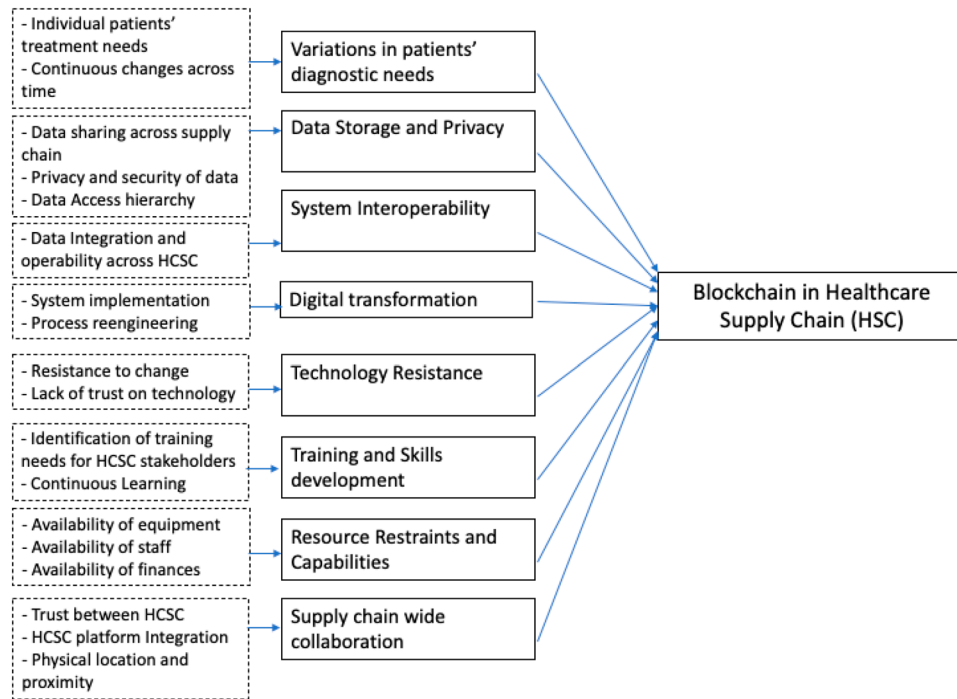 - Individual patients'
treatment needs
- Continuous changes across
time
Variations in patients'
diagnostic needs
- Data sharing across supply
chain
- Privacy and security of data
- Data Access hierarchy
Data Storage and Privacy
- Data Integration and
operability across HCSC
System Interoperability
- System implementation
- Process reengineering
Digital transformation
- Resistance to change
- Lack of trust on technology
Technology Resistance
- Identification of training
needs for HCSC stakeholders
- Continuous Learning
Training and Skills
development
- Availability of equipment
- Availability of staff
- Availability of finances
Resource Restraints and
Capabilities
- Trust between HCSC
- HCSC platform Integration
- Physical location and
proximity
Supply chain wide
collaboration
Blockchain in Healthcare
Supply Chain (HSC)